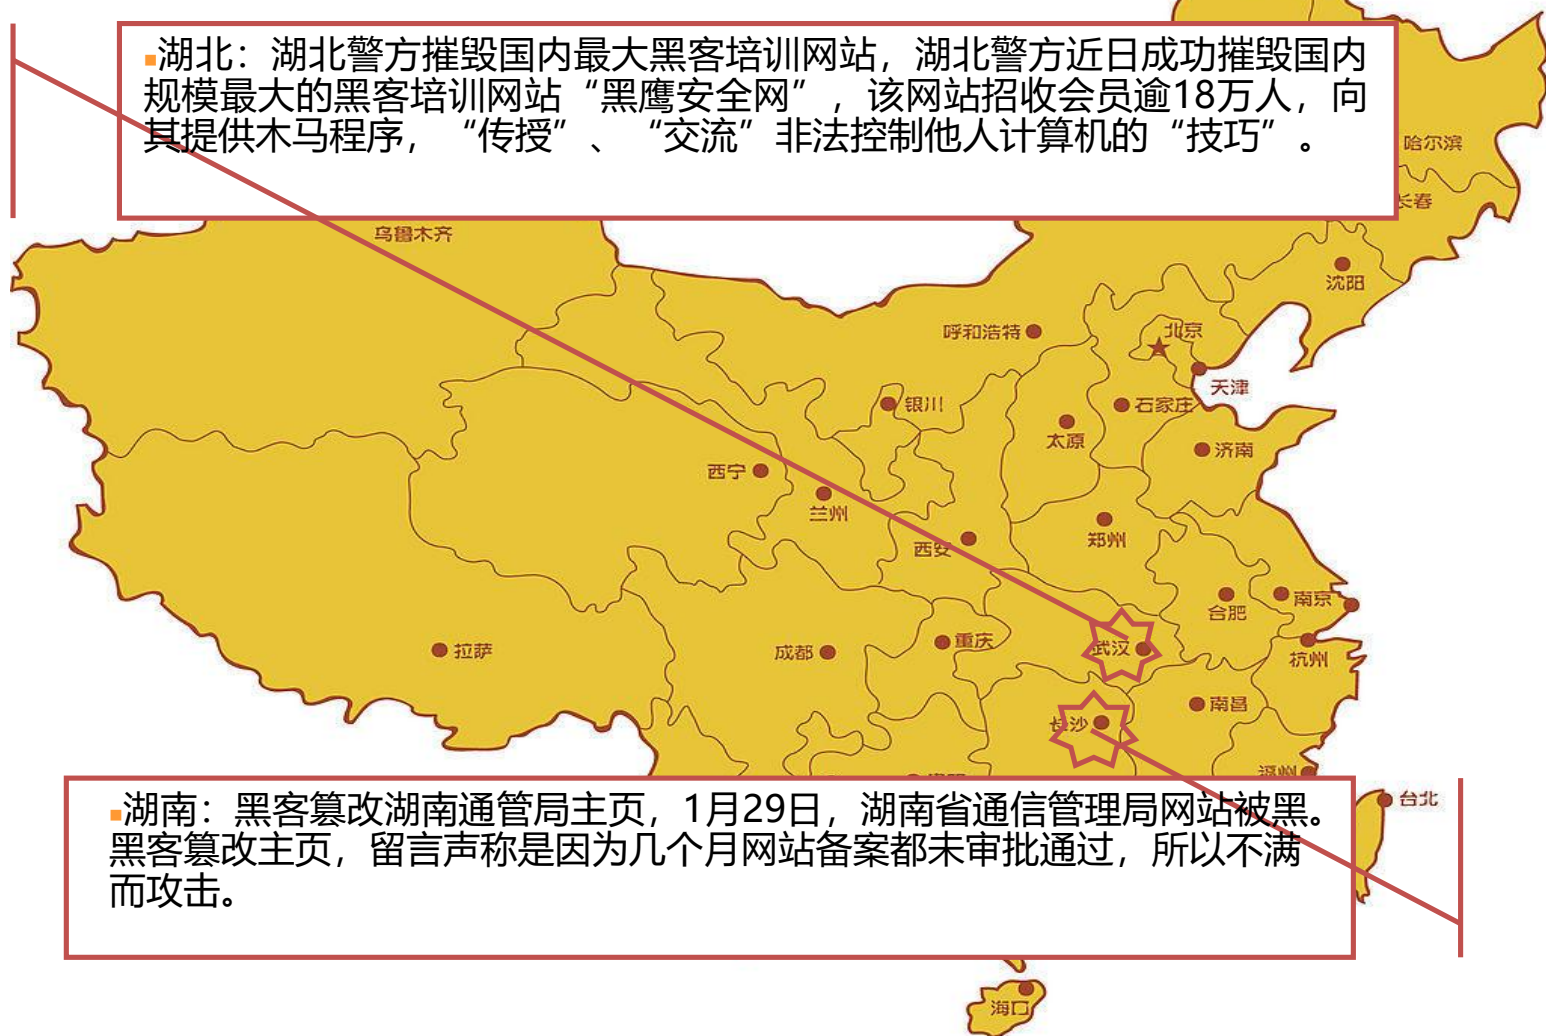 ▪湖北：湖北警方摧毁国内最大黑客培训网站，湖北警方近日成功摧毁国内
规模最大的黑客培训网站“黑鹰安全网”，该网站招收会员逾18万人，向
其提供木马程序，“传授”、“交流”非法控制他人计算机的“技巧”。
哈尔滨
长春
乌鲁木齐
沈阳
呼和浩特
北京
天津
银川
石家庄
太原
济南
西宁
兰州
郑州
西安
南京
合肥
重庆
拉萨
成都
武汉
杭州
南昌
长沙
福州
▪湖南：黑客篡改湖南通管局主页，1月29日，湖南省通信管理局网站被黑。
黑客篡改主页，留言声称是因为几个月网站备案都未审批通过，所以不满
而攻击。
台北
海口